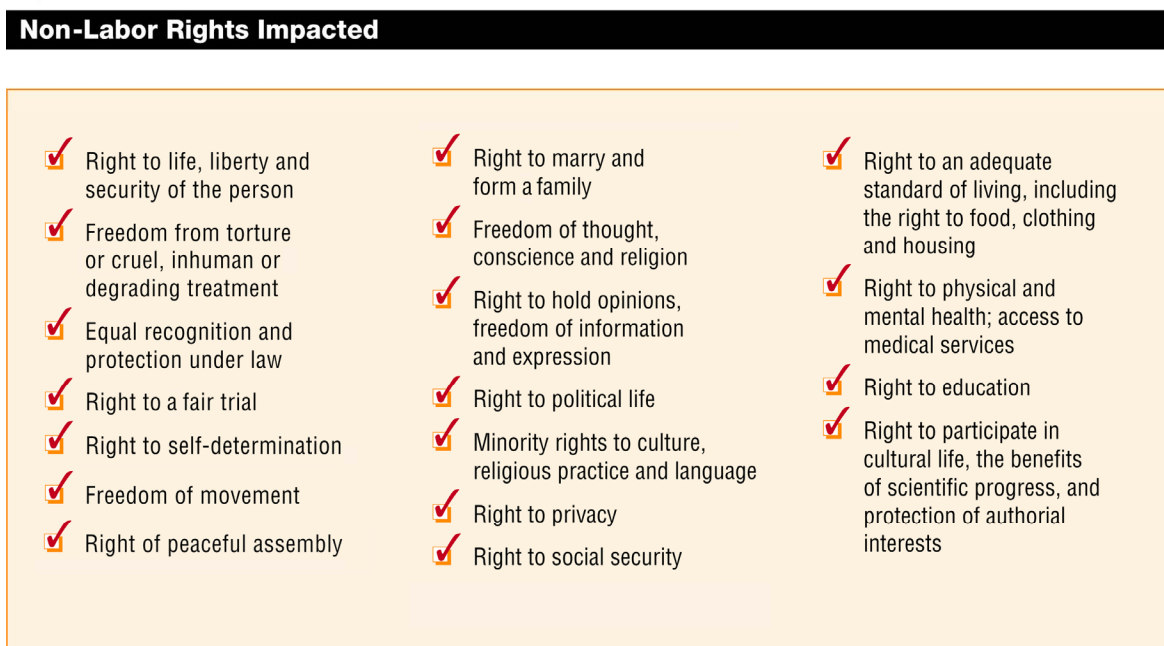 Non-Labor Rights Impacted
Right to life, liberty and
security of the person
Freedom from torture
or cruel, inhuman or
degrading treatment
Equal recognition and
protection under law
Right to a fair trial
Right to self-determination
Freedom of movement
Right of peaceful assembly
Right to marry and
form a family
Freedom of thought,
conscience and religion
Right to hold opinions,
freedom of information
and expression
Right to political life
Minority rights to culture,
religious practice and language
Right to privacy
Right to social security
Right to an adequate
standard of living, including
the right to food, clothing
and housing
Right to physical and
mental health; access to
medical services
Right to education
Right to participate in
cultural life, the benefits
of scientific progress, and
protection of authorial
interests